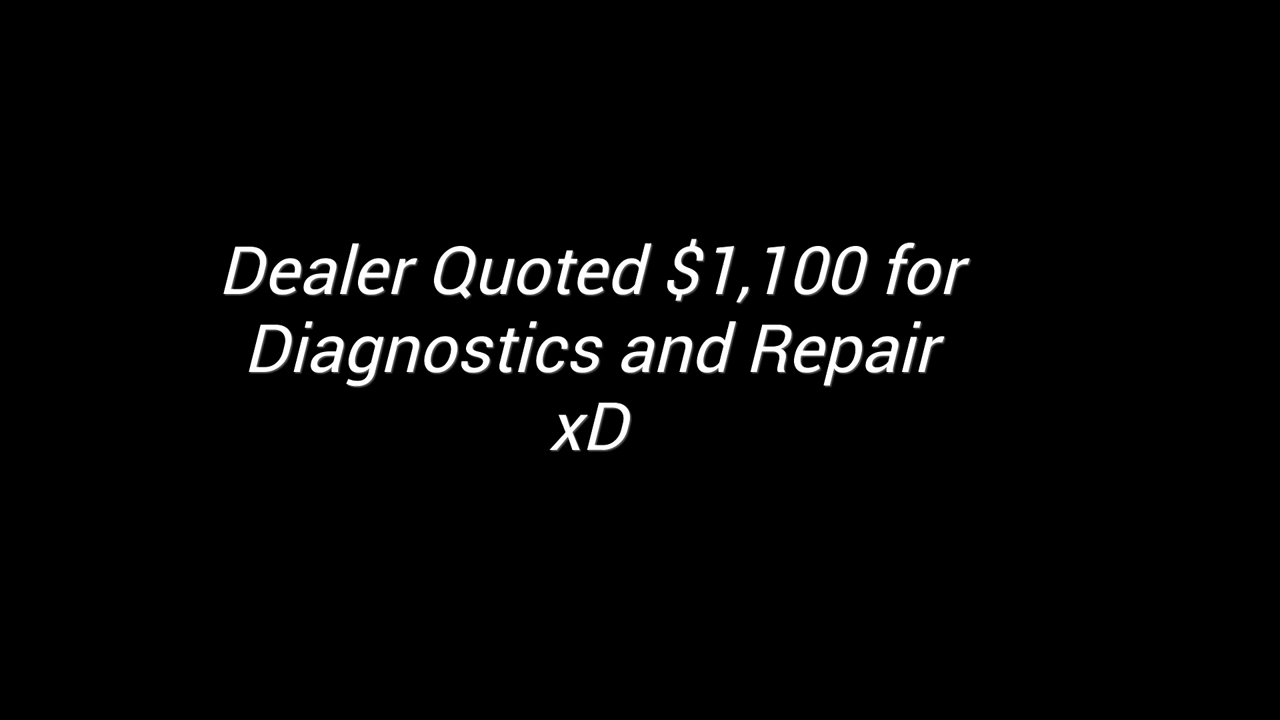 Dealer Quoted $1,100 for
Diagnostics and Repair
xD